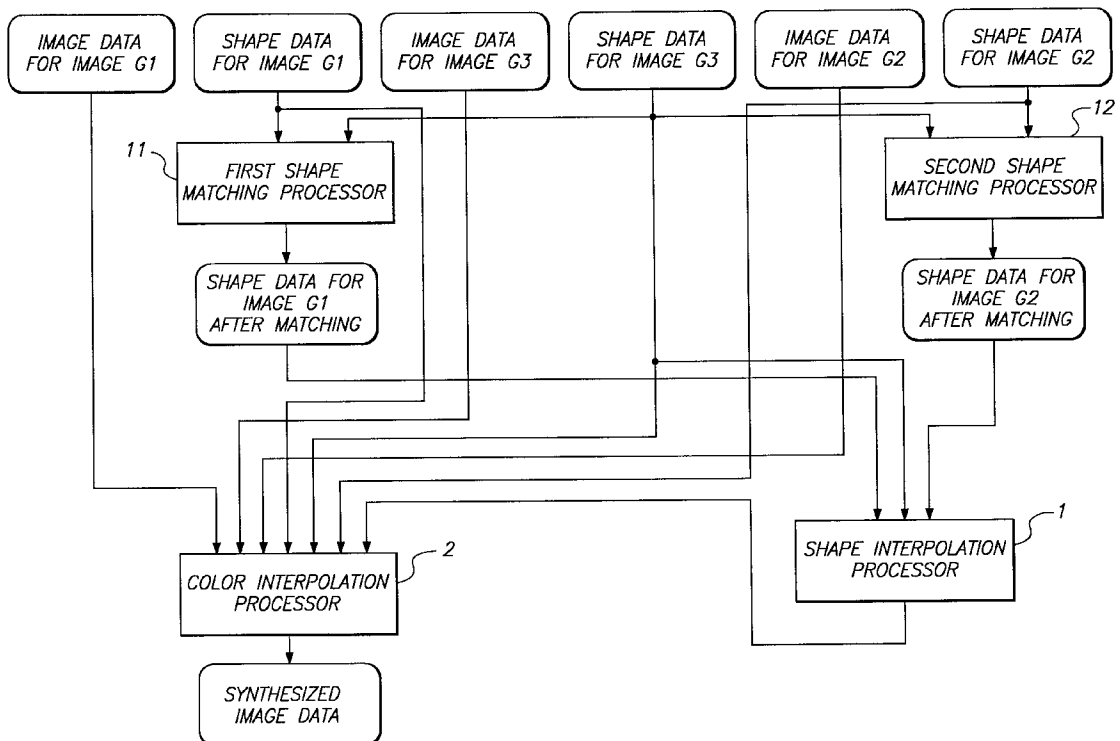 IMAGE DATA
FOR IMAGE G1
SHAPE DATA
FOR IMAGE G1
IMAGE DATA
FOR IMAGE G3
SHAPE DATA
FOR IMAGE G3
IMAGE DATA
FOR IMAGE G2
SHAPE DATA
FOR IMAGE G2
11
FIRST SHAPE
MATCHING PROCESSOR
12
SECOND SHAPE
MATCHING PROCESSOR
SHAPE DATA FOR
IMAGE G1
AFTER MATCHING
SHAPE DATA FOR
IMAGE G2
AFTER MATCHING
2
COLOR INTERPOLATION
PROCESSOR
1
SHAPE INTERPOLATION
PROCESSOR
SYNTHESIZED
IMAGE DATA